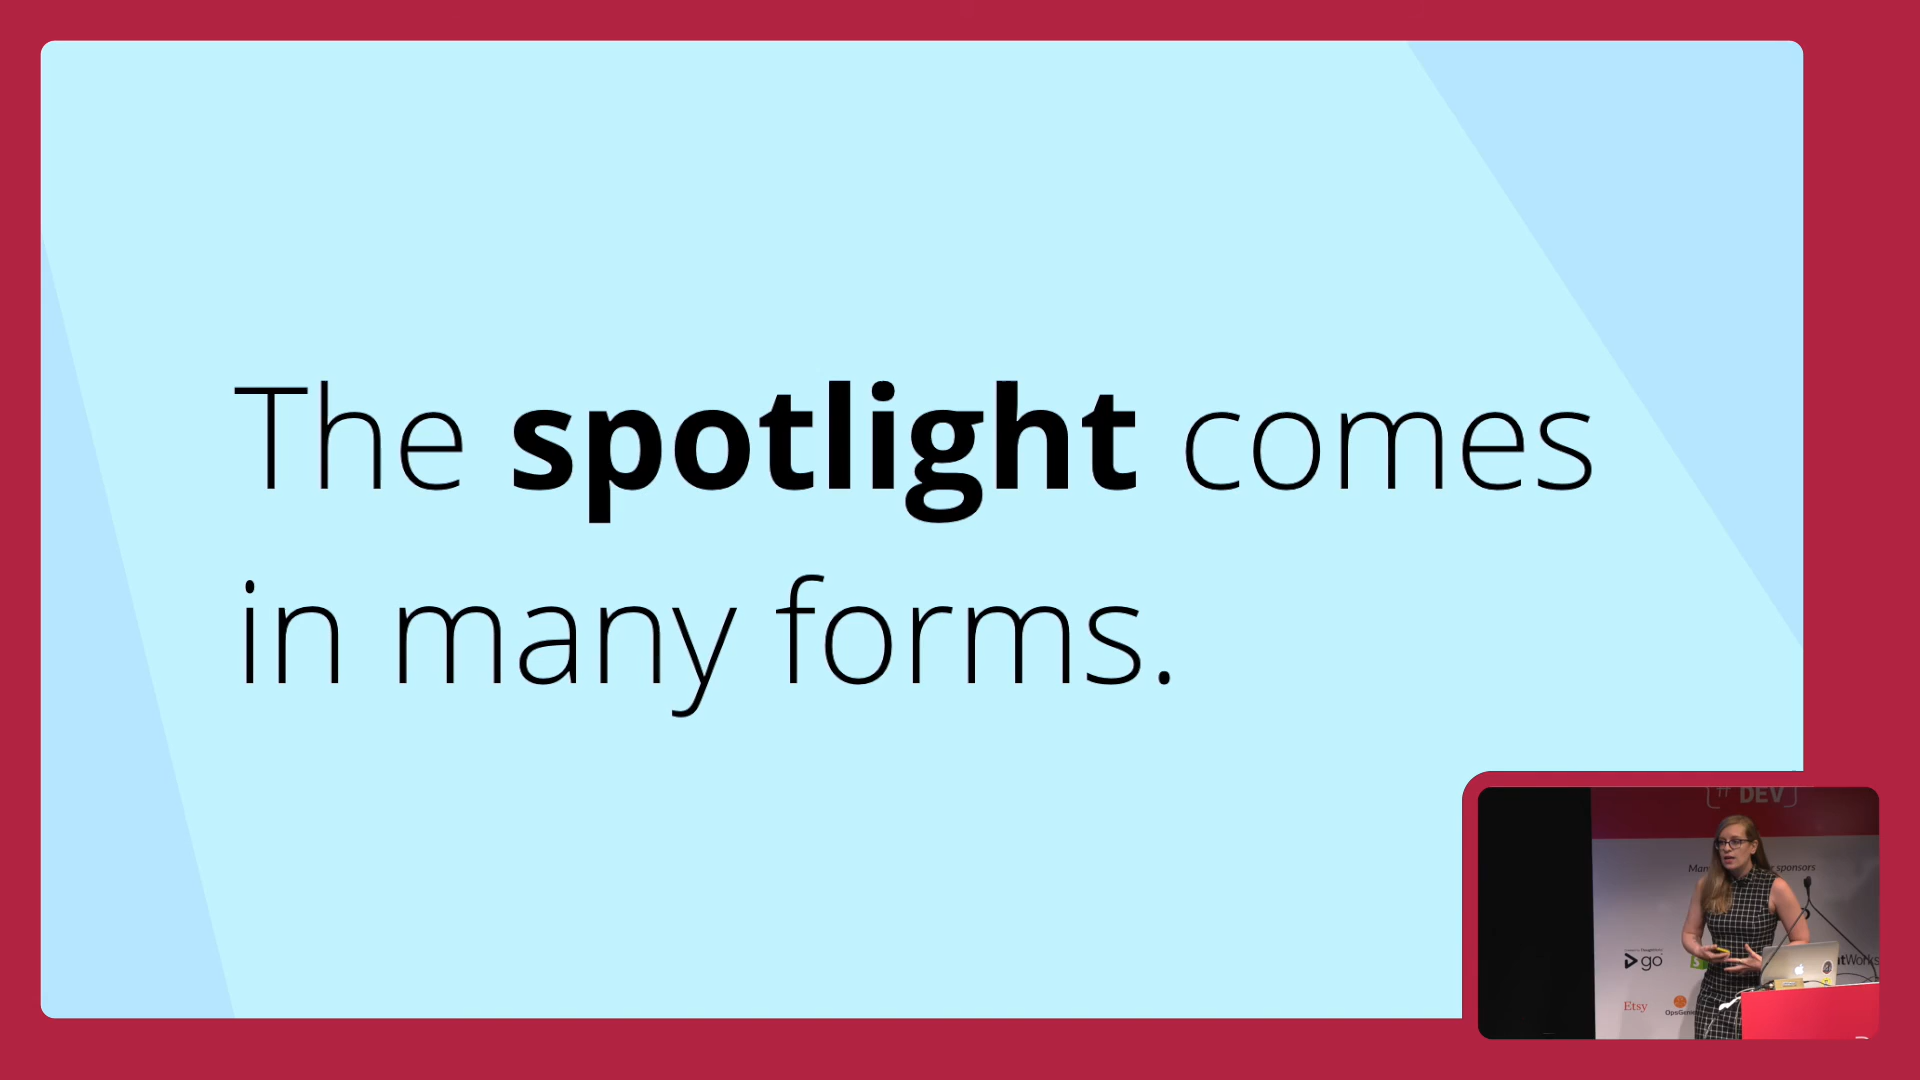 The spotlight comes
in many forms.
DEV
sponsors
go
Etsy